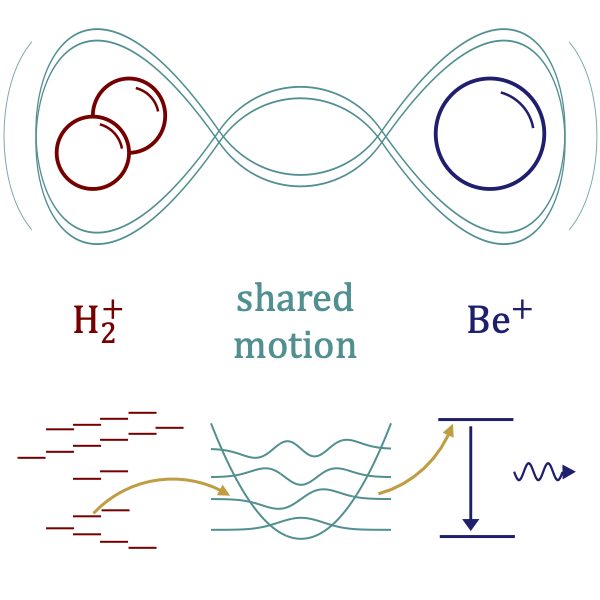 H₂⁺
shared
motion
Be⁺